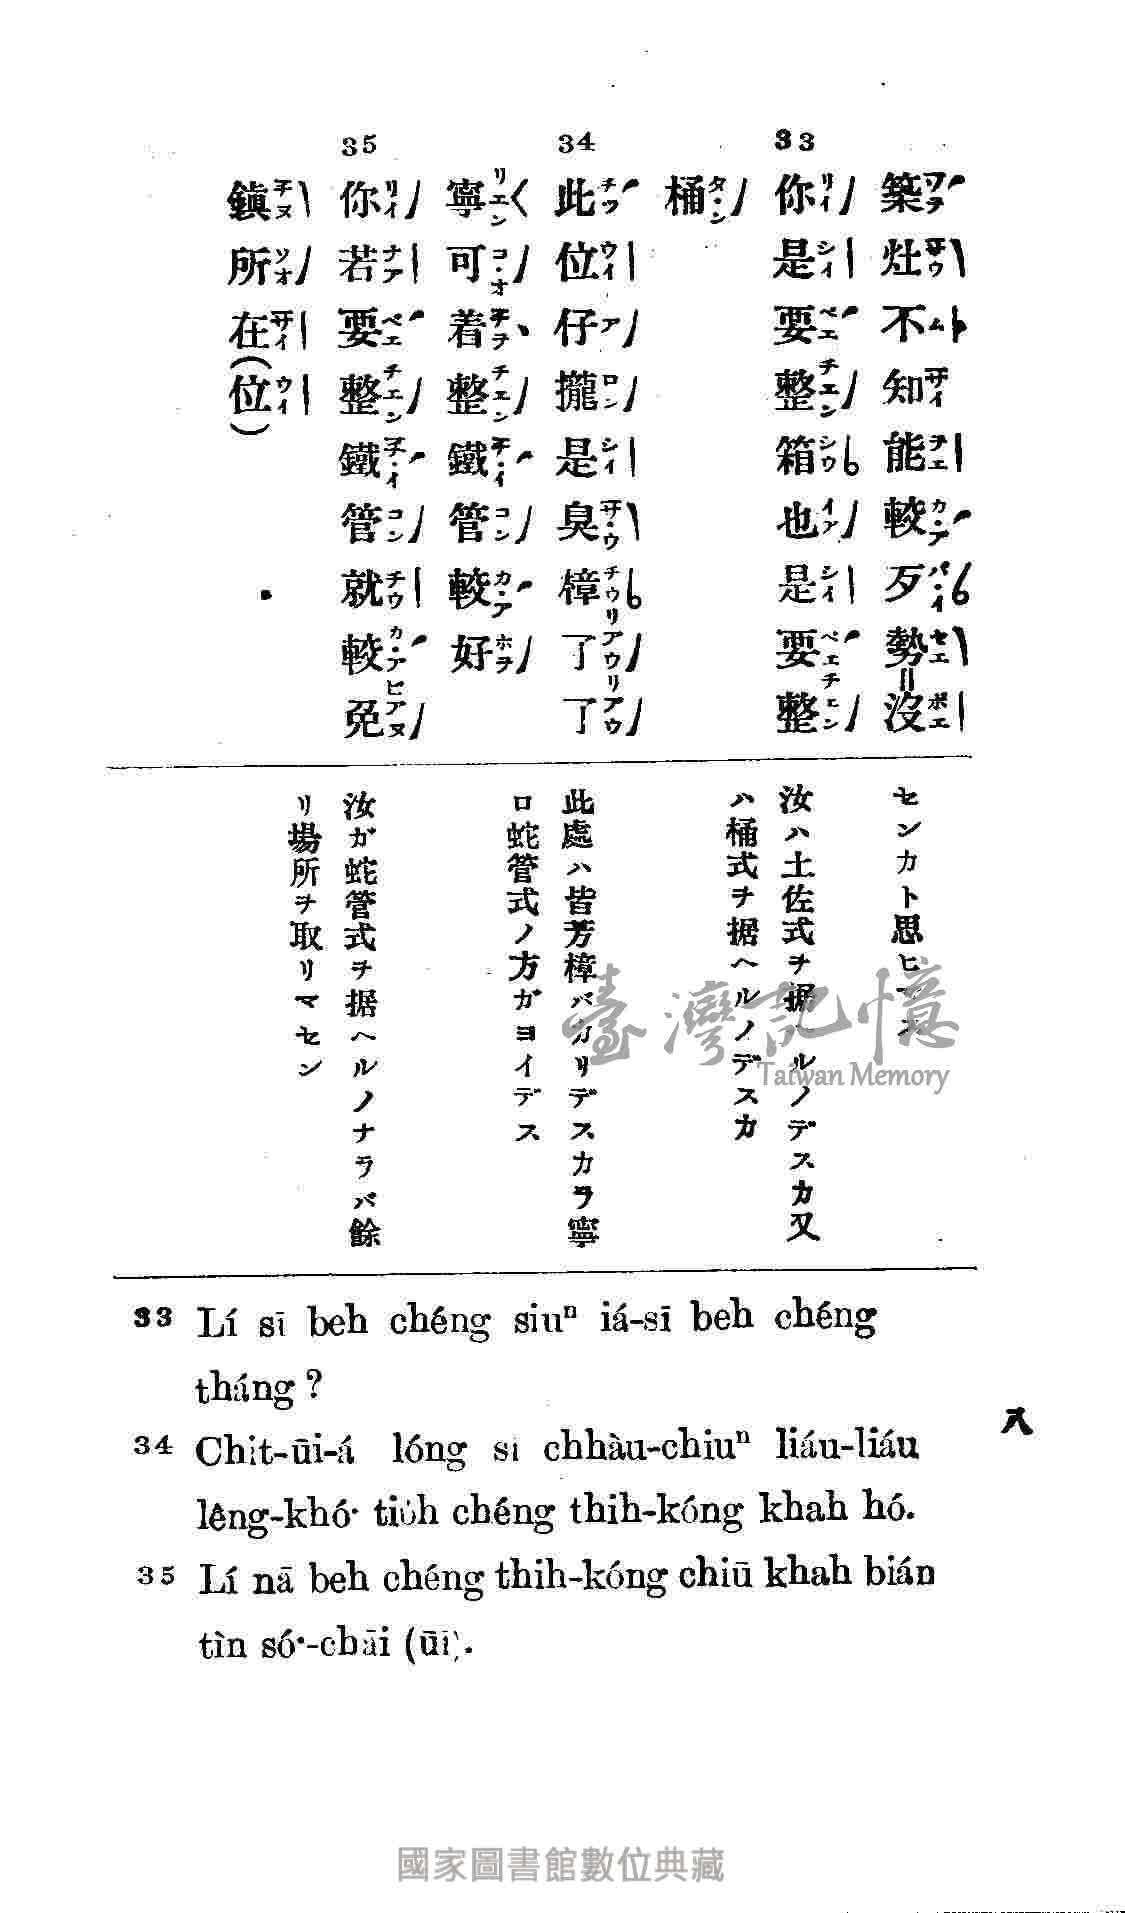 33 34 35
築灶不知能較歹勢=沒
你是要整箱也是要整
桶
此位仔攏是臭樟了了
寧可着整鐵管較好
你若要整鐵管就較免
鎮所在(位)
センカト思ヒマス
汝ハ土佐式ヲ据ヘルノデスカ又
ハ桶式ヲ据ヘルノデスカ
此處ハ皆芳樟バカリデスカラ寧
ロ蛇管式ノ方ガヨイデス
汝ガ蛇管式ヲ据ヘルノナラバ餘
リ場所ヲ取リマセン
33 Lí sī beh chéng siuⁿ iá-sī beh chéng
tháng?
34 Chit-ūi-á lóng sī chhàu-chiuⁿ liáu-liáu
lêng-khó· tio̍h chéng thih-kóng khah hó.
35 Lí nā beh chéng thih-kóng chiū khah bián
tìn só·-chāi (ūi).
八
臺灣記憶
Taiwan Memory
國家圖書館數位典藏